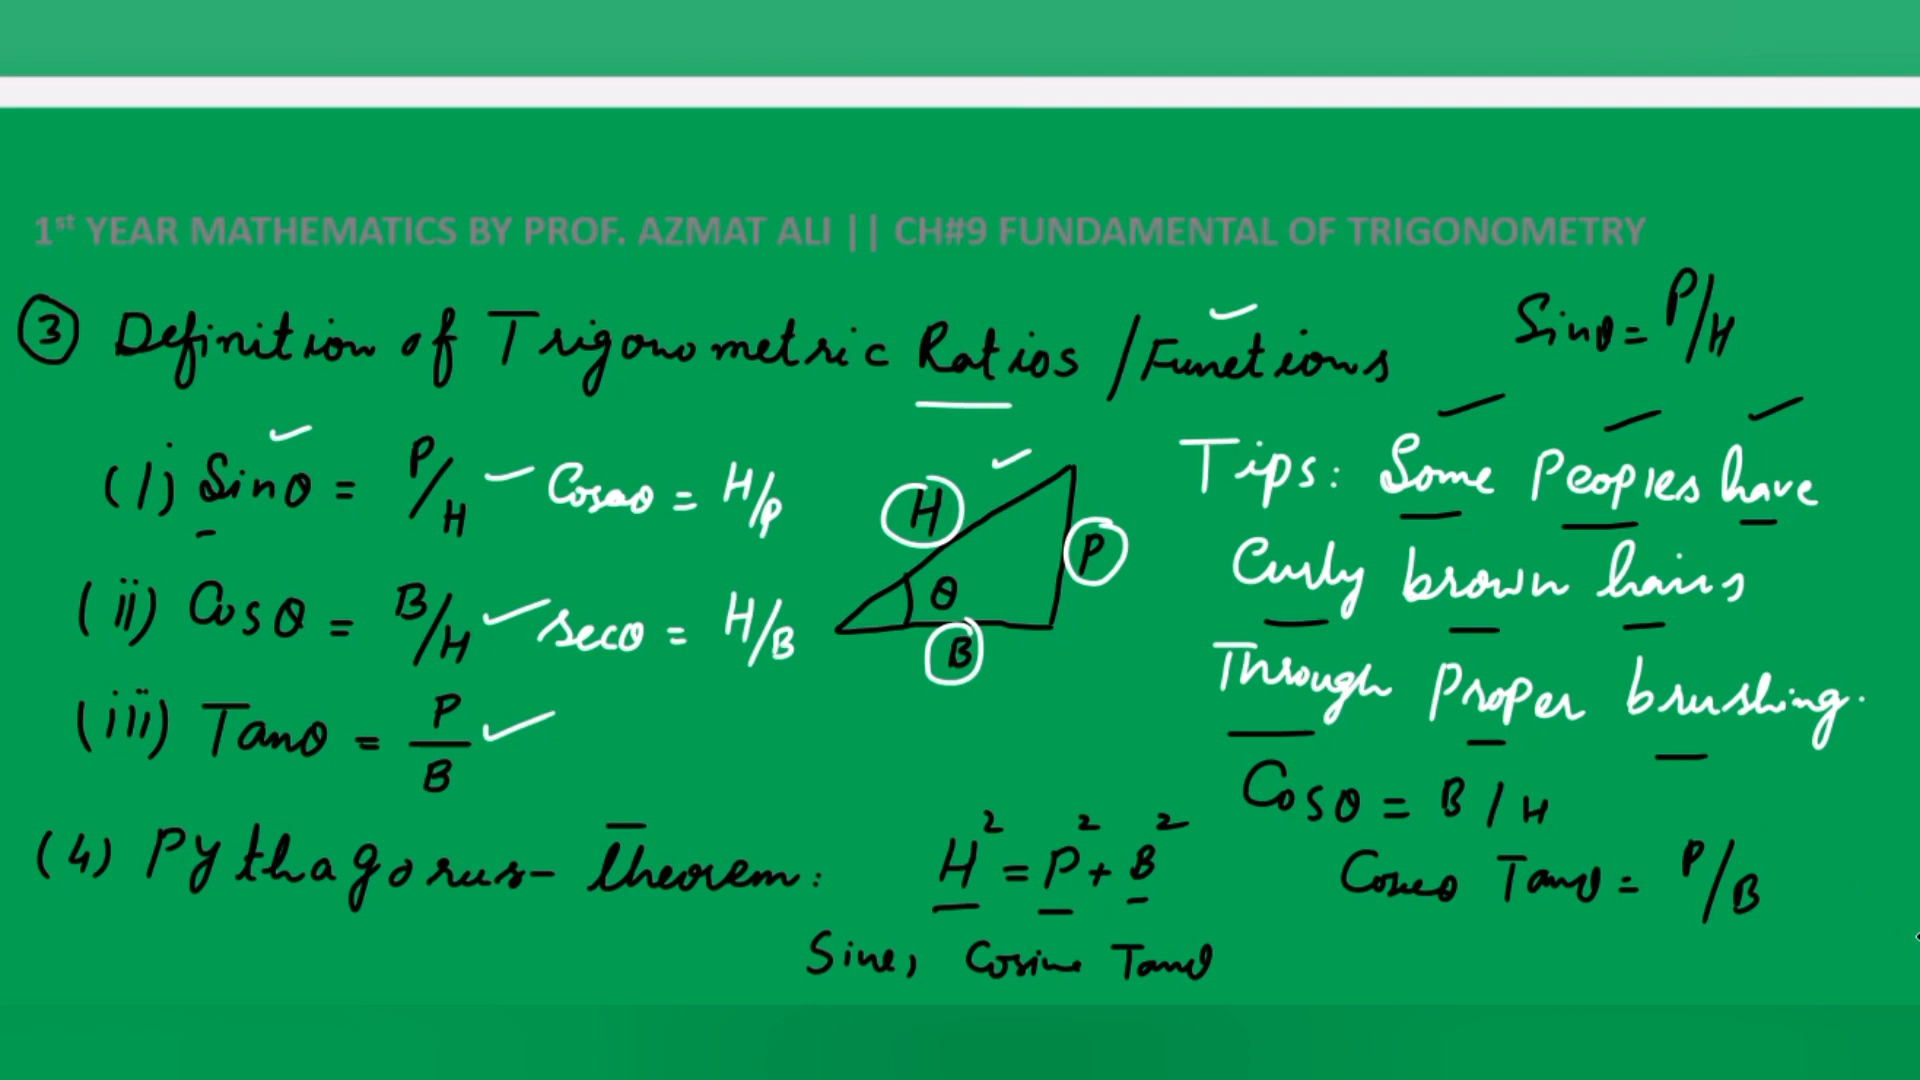 1st YEAR MATHEMATICS BY PROF. AZMAT ALI || CH#9 FUNDAMENTAL OF TRIGONOMETRY
③ Definition of Trigonometric Ratios / Functions
Sinθ = P/H
(i) Sinθ = P/H Cosecθ = H/P
(ii) Cosθ = B/H secθ = H/B
(iii) Tanθ = P/B
H
P
θ
B
Tips: Some Peoples have
Curly brown hairs
Through Proper brushing.
Cosθ = B/H
Tanθ = P/B
(4) Pythagorus- theorem: H² = P² + B²
Sine, Cosine Tanθ